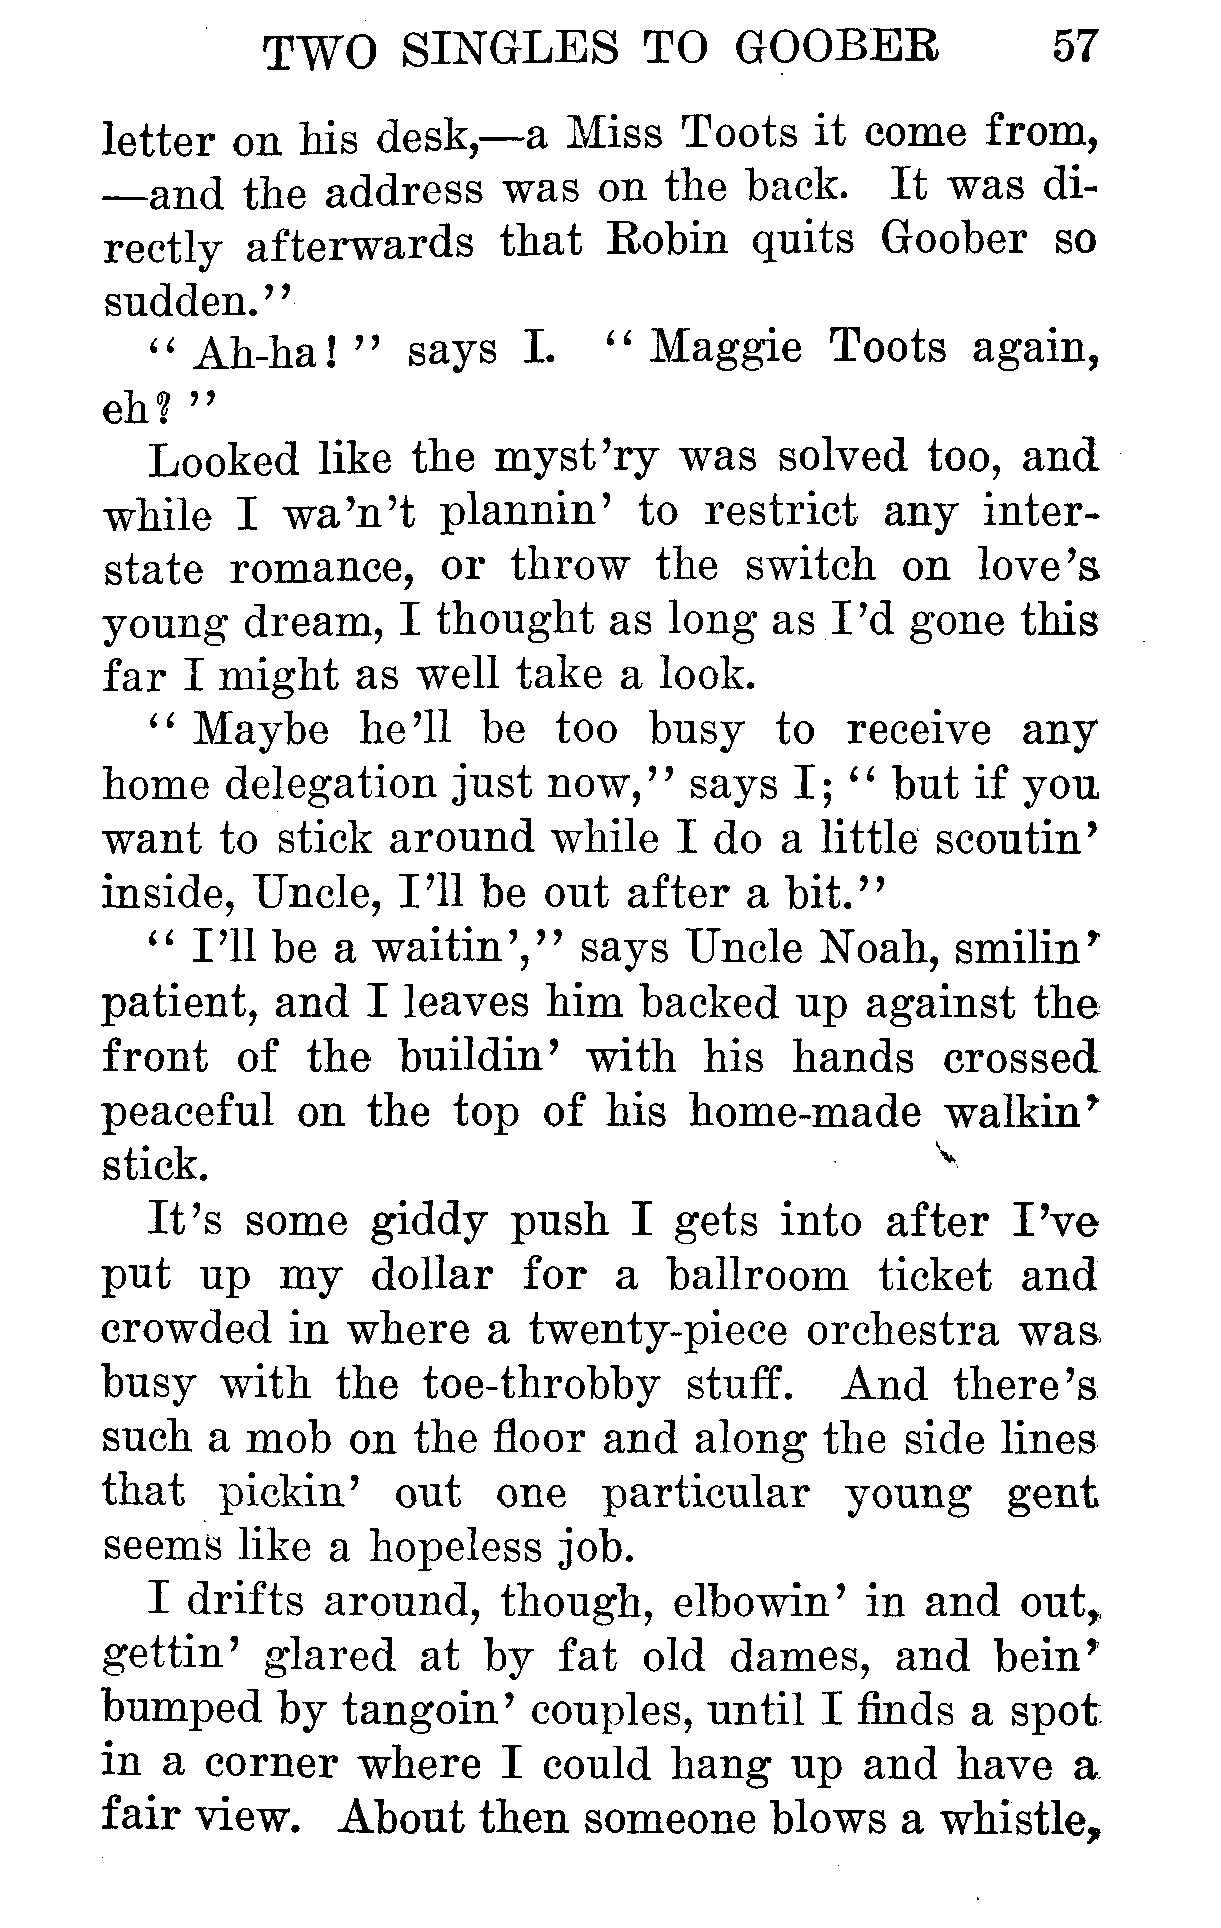 TWO SINGLES TO GOOBER 57
letter on his desk,—a Miss Toots it come from,
—and the address was on the back. It was di-
rectly afterwards that Robin quits Goober so
sudden.''
'' Ah-ha! '' says I. '' Maggie Toots again,
eh? ''
Looked like the myst'ry was solved too, and
while I wa'n't plannin' to restrict any inter-
state romance, or throw the switch on love's
young dream, I thought as long as I'd gone this
far I might as well take a look.
'' Maybe he'll be too busy to receive any
home delegation just now,'' says I; '' but if you
want to stick around while I do a little scoutin'
inside, Uncle, I'll be out after a bit.''
'' I'll be a waitin','' says Uncle Noah, smilin'
patient, and I leaves him backed up against the
front of the buildin' with his hands crossed
peaceful on the top of his home-made walkin'
stick.
It's some giddy push I gets into after I've
put up my dollar for a ballroom ticket and
crowded in where a twenty-piece orchestra was
busy with the toe-throbby stuff. And there's
such a mob on the floor and along the side lines
that pickin' out one particular young gent
seems like a hopeless job.
I drifts around, though, elbowin' in and out,
gettin' glared at by fat old dames, and bein'
bumped by tangoin' couples, until I finds a spot
in a corner where I could hang up and have a
fair view. About then someone blows a whistle,